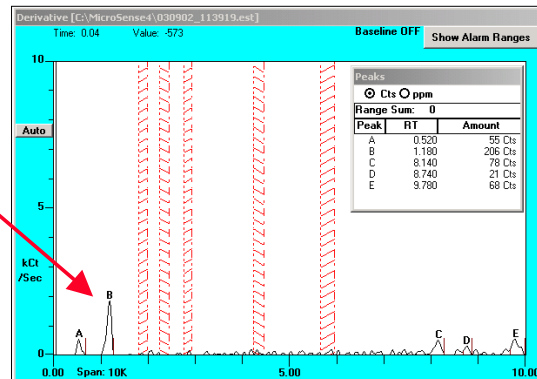 Derivative [C:\MicroSense4\030902_113919.est]
Time: 0.04 Value: -573 Baseline OFF Show Alarm Ranges
10
Auto
5
kCt
/Sec
0
0.00 Span: 10K 5.00 10.00
A
B
C
D
E
Peaks
Cts ppm
Range Sum: 0
Peak RT Amount
A 0.520 55 Cts
B 1.180 206 Cts
C 8.140 78 Cts
D 8.740 21 Cts
E 9.780 68 Cts